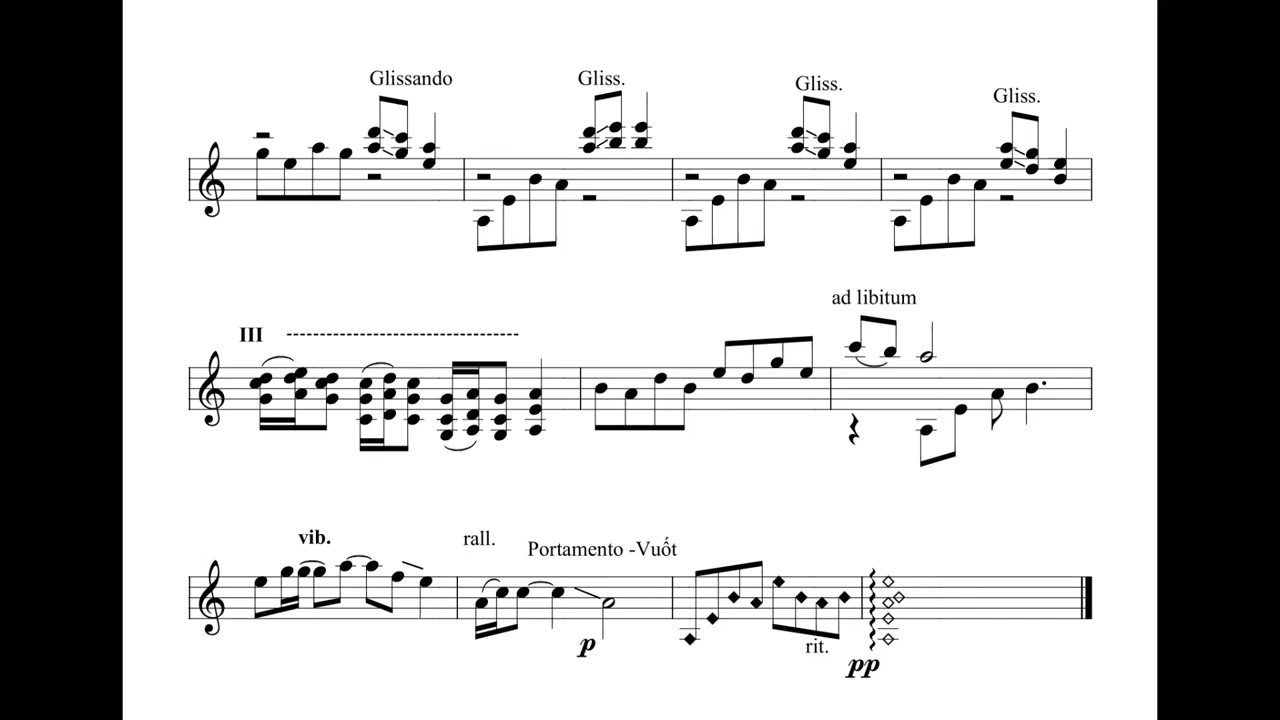 Glissando Gliss. Gliss. Gliss.
ad libitum
III
vib. rall. Portamento -Vuốt
p rit.
pp